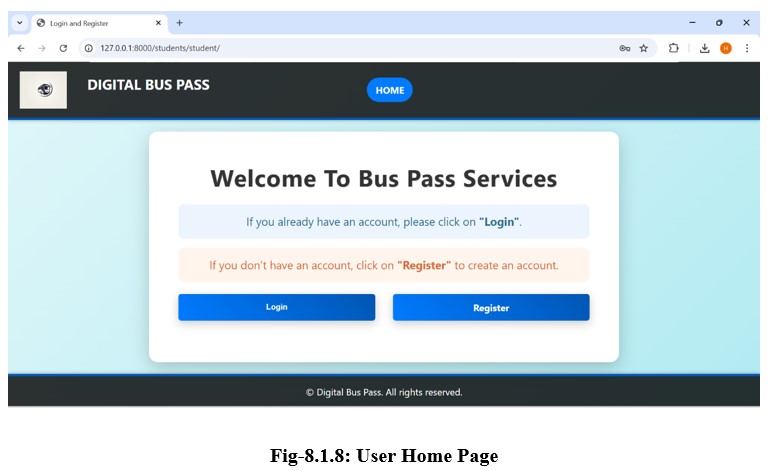 Login and Register
127.0.0.1:8000/students/student/
H
DIGITAL BUS PASS
HOME
Welcome To Bus Pass Services
If you already have an account, please click on "Login".
If you don't have an account, click on "Register" to create an account.
Login
Register
© Digital Bus Pass. All rights reserved.
Fig-8.1.8: User Home Page